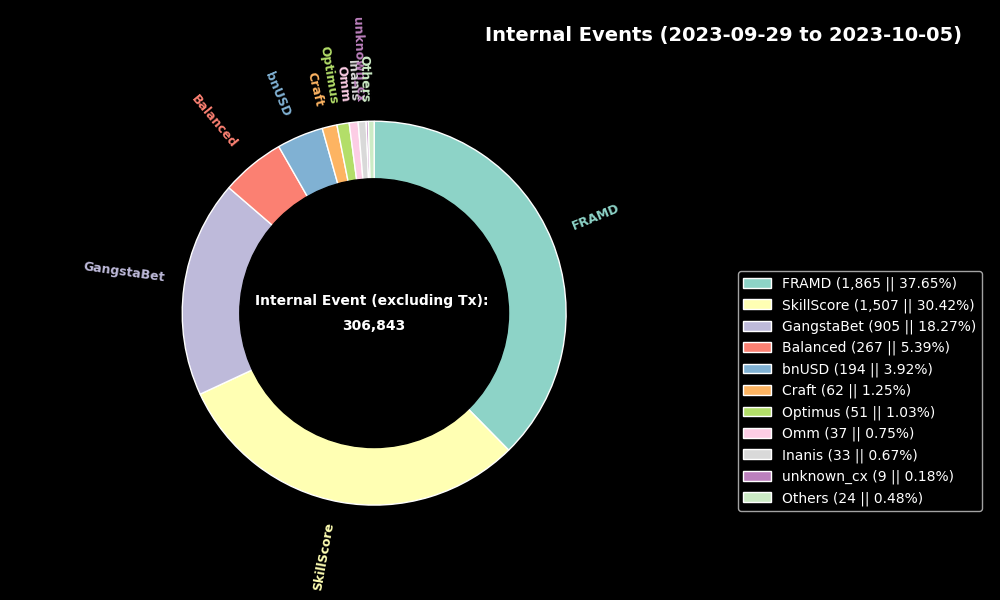 Internal Events (2023-09-29 to 2023-10-05)
unknown_cx
Others
Inanis
Omm
Optimus
Craft
bnUSD
Balanced
GangstaBet
SkillScore
FRAMD
Internal Event (excluding Tx):
306,843
FRAMD (1,865 || 37.65%)
SkillScore (1,507 || 30.42%)
GangstaBet (905 || 18.27%)
Balanced (267 || 5.39%)
bnUSD (194 || 3.92%)
Craft (62 || 1.25%)
Optimus (51 || 1.03%)
Omm (37 || 0.75%)
Inanis (33 || 0.67%)
unknown_cx (9 || 0.18%)
Others (24 || 0.48%)